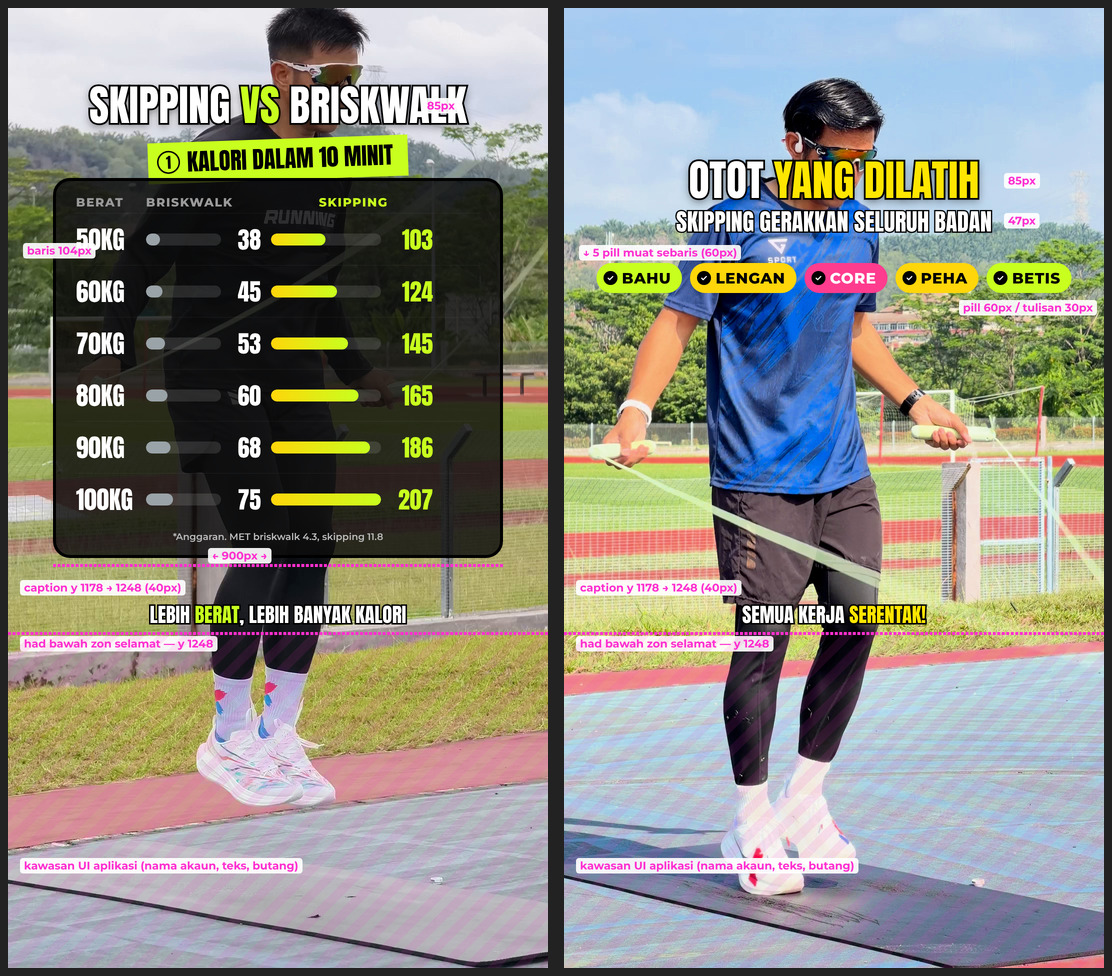 SKIPPING VS BRISKWALK
85px
① KALORI DALAM 10 MINIT
BERAT BRISKWALK SKIPPING
RUNNING
50KG 38 103
baris 104px
60KG 45 124
70KG 53 145
80KG 60 165
90KG 68 186
100KG 75 207
*Anggaran. MET briskwalk 4.3, skipping 11.8
← 900px →
caption y 1178 → 1248 (40px)
LEBIH BERAT, LEBIH BANYAK KALORI
had bawah zon selamat — y 1248
kawasan UI aplikasi (nama akaun, teks, butang)
OTOT YANG DILATIH
85px
SKIPPING GERAKKAN SELURUH BADAN
47px
↓ 5 pill muat sebaris (60px)
SPORT
BAHU LENGAN CORE PEHA BETIS
pill 60px / tulisan 30px
caption y 1178 → 1248 (40px)
SEMUA KERJA SERENTAK!
had bawah zon selamat — y 1248
kawasan UI aplikasi (nama akaun, teks, butang)